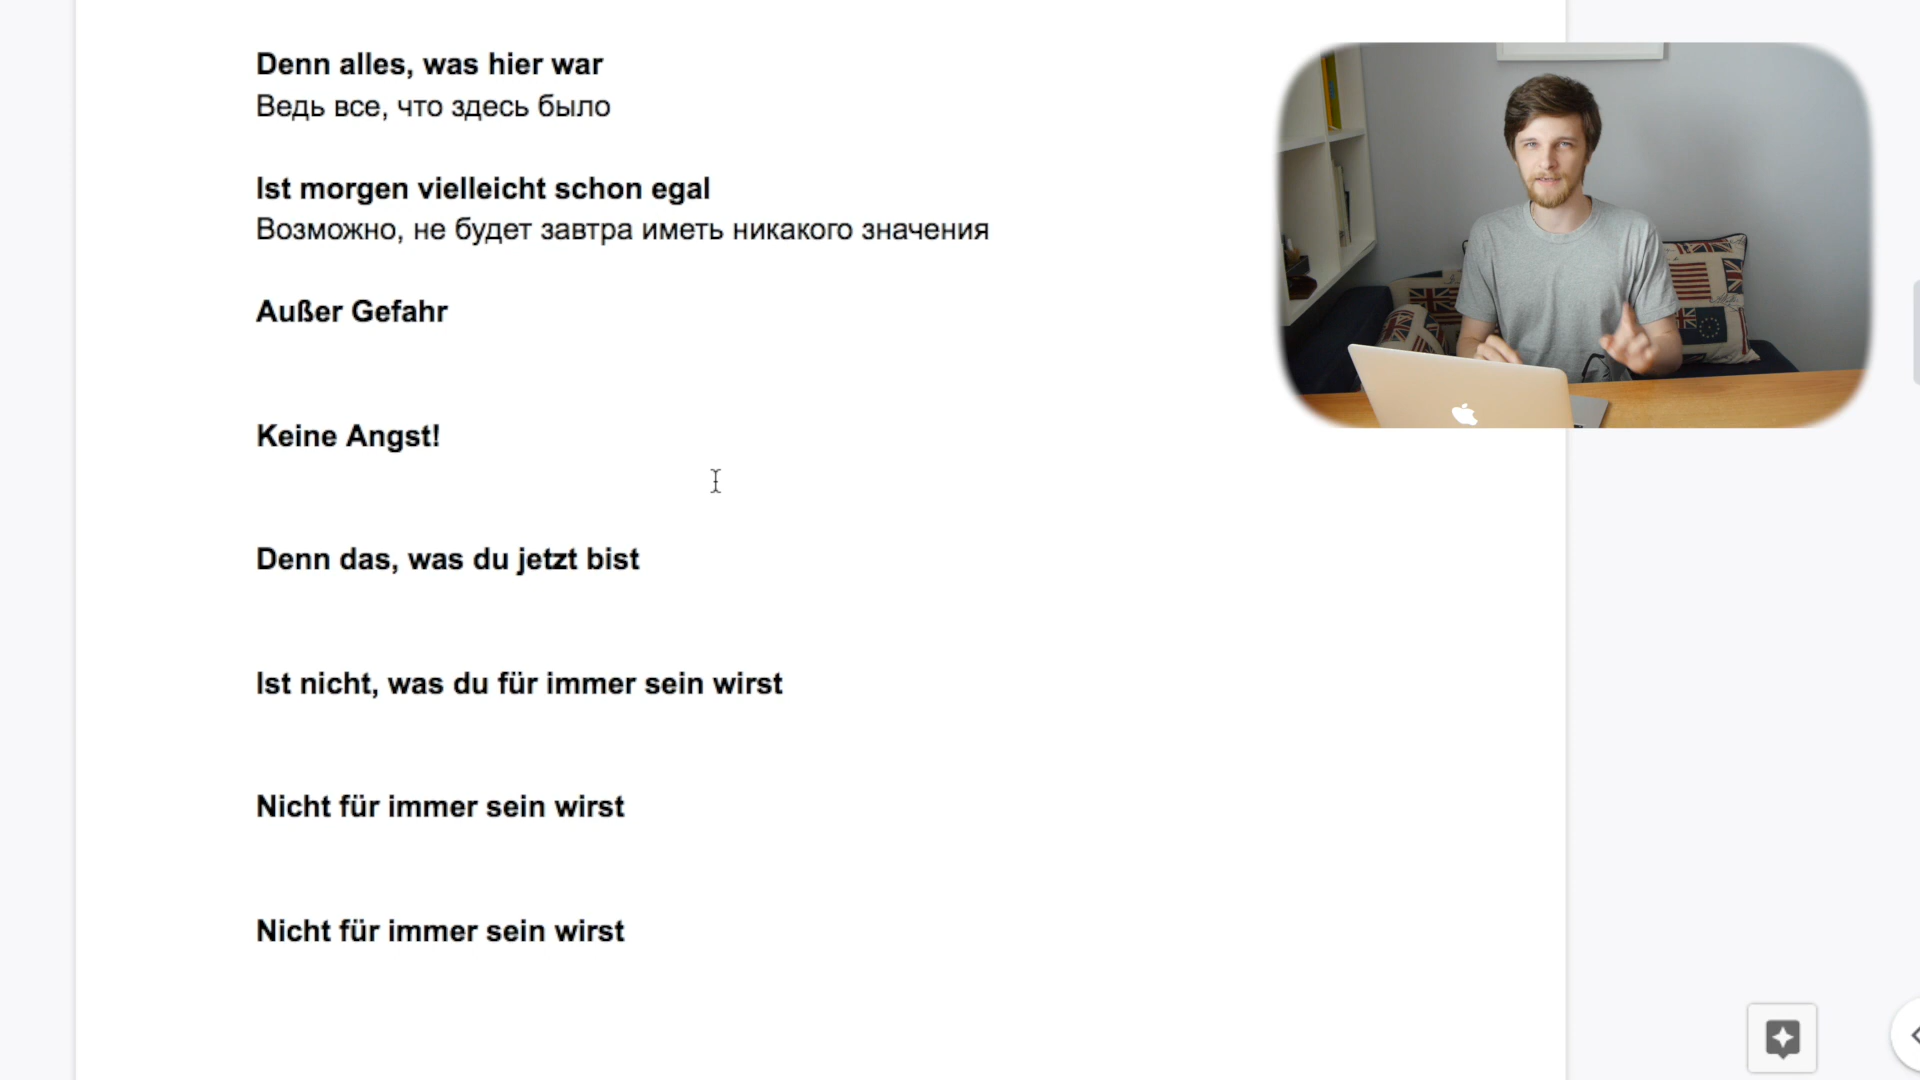 Denn alles, was hier war
Ведь все, что здесь было
Ist morgen vielleicht schon egal
Возможно, не будет завтра иметь никакого значения
Außer Gefahr
Keine Angst!
Denn das, was du jetzt bist
Ist nicht, was du für immer sein wirst
Nicht für immer sein wirst
Nicht für immer sein wirst